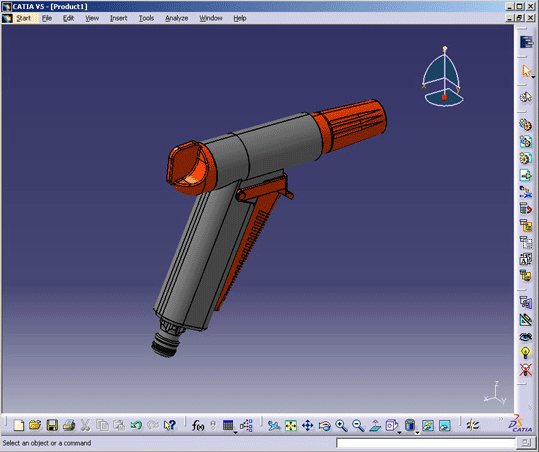 CATIA V5 - [Product1]
Start File Edit View Insert Tools Analyze Window Help
z
x
y
f(x)
CATIA
Select an object or a command